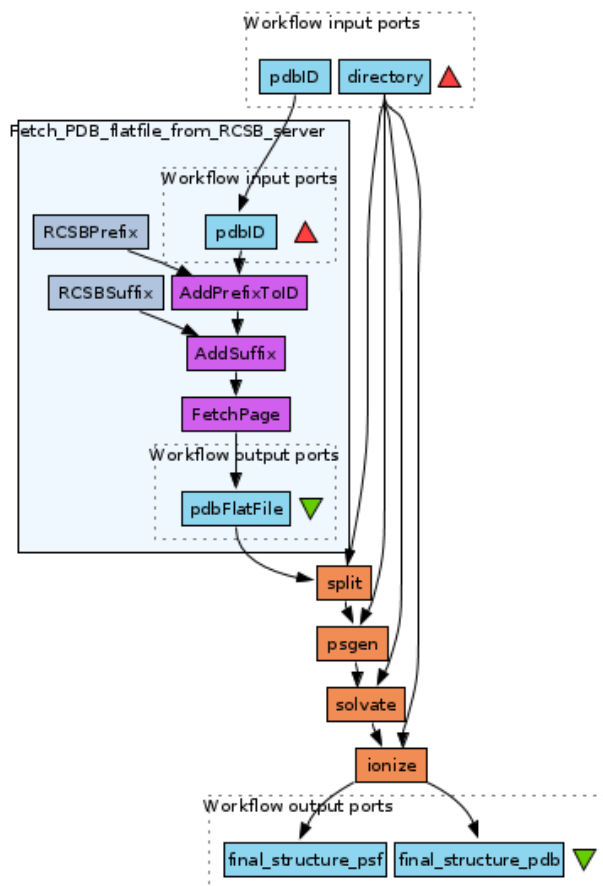 Workflow input ports
pdbID
directory
Fetch_PDB_flatfile_from_RCSB_server
Workflow input ports
RCSBPrefix
pdbID
RCSBSuffix
AddPrefixToID
AddSuffix
FetchPage
Workflow output ports
pdbFlatFile
split
psgen
solvate
ionize
Workflow output ports
final_structure_psf
final_structure_pdb